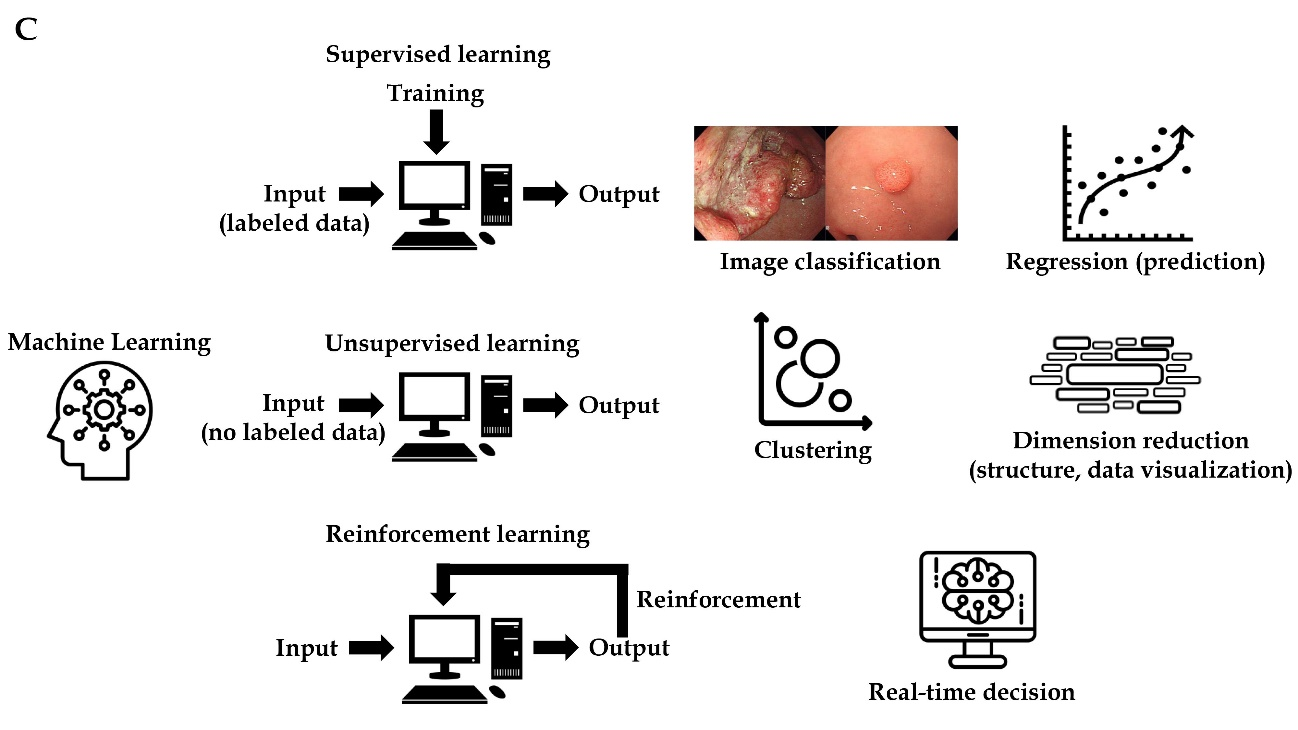 C
Supervised learning
Training
Input
(labeled data)
Output
Image classification
Regression (prediction)
Machine Learning
Unsupervised learning
Input
(no labeled data)
Output
Clustering
Dimension reduction
(structure, data visualization)
Reinforcement learning
Reinforcement
Input
Output
Real-time decision